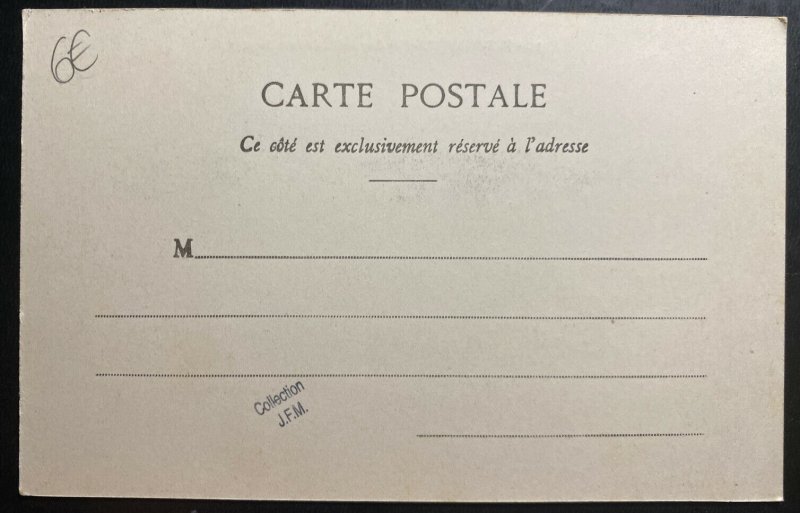 6€
CARTE POSTALE
Ce côté est exclusivement réservé à l'adresse
M
Collection
J.F.M.